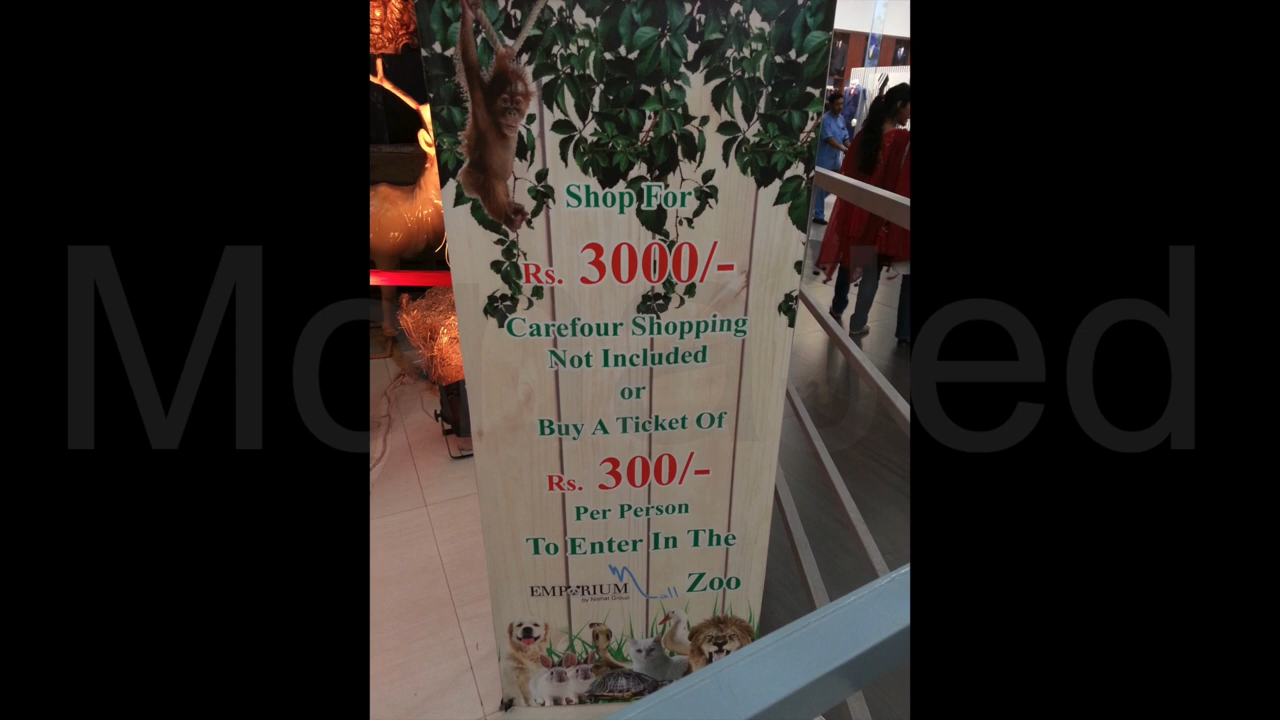 Shop For
Rs. 3000/-
Carefour Shopping
Not Included
or
Buy A Ticket Of
Rs. 300/-
Per Person
To Enter In The
EMPORIUM Mall Zoo
by Nishat Group